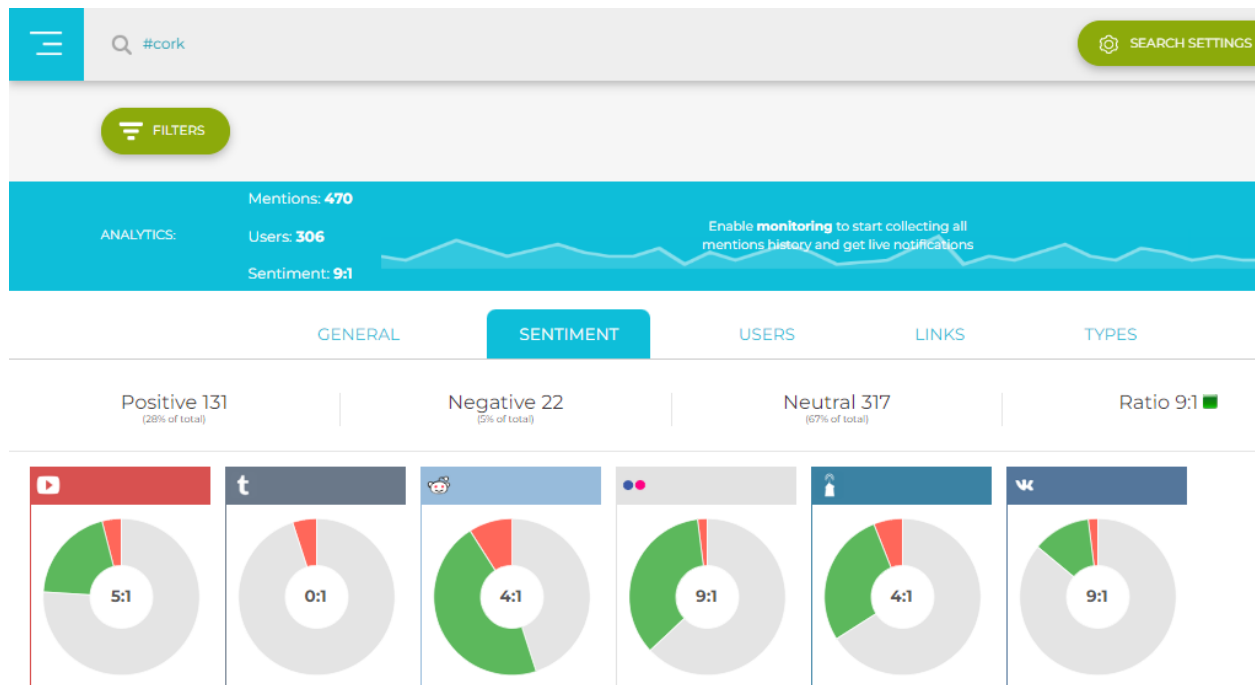 #cork
SEARCH SETTINGS
FILTERS
ANALYTICS:
Mentions: 470
Users: 306
Sentiment: 9:1
Enable monitoring to start collecting all
mentions history and get live notifications
GENERAL
SENTIMENT
USERS
LINKS
TYPES
Positive 131
(28% of total)
Negative 22
(5% of total)
Neutral 317
(67% of total)
Ratio 9:1
t
5:1
0:1
4:1
9:1
4:1
9:1